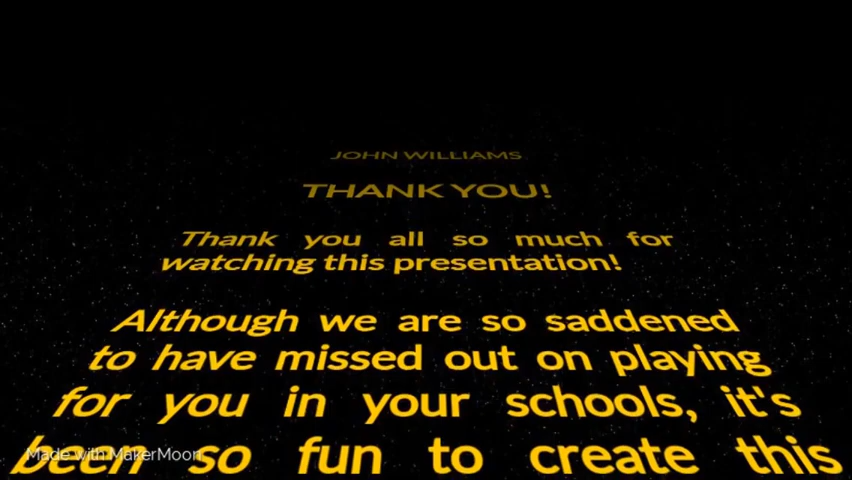 JOHN WILLIAMS
THANK YOU!
Thank you all so much for
watching this presentation!
Although we are so saddened
to have missed out on playing
for you in your schools, it's
been so fun to create this
Made with MakerMoon